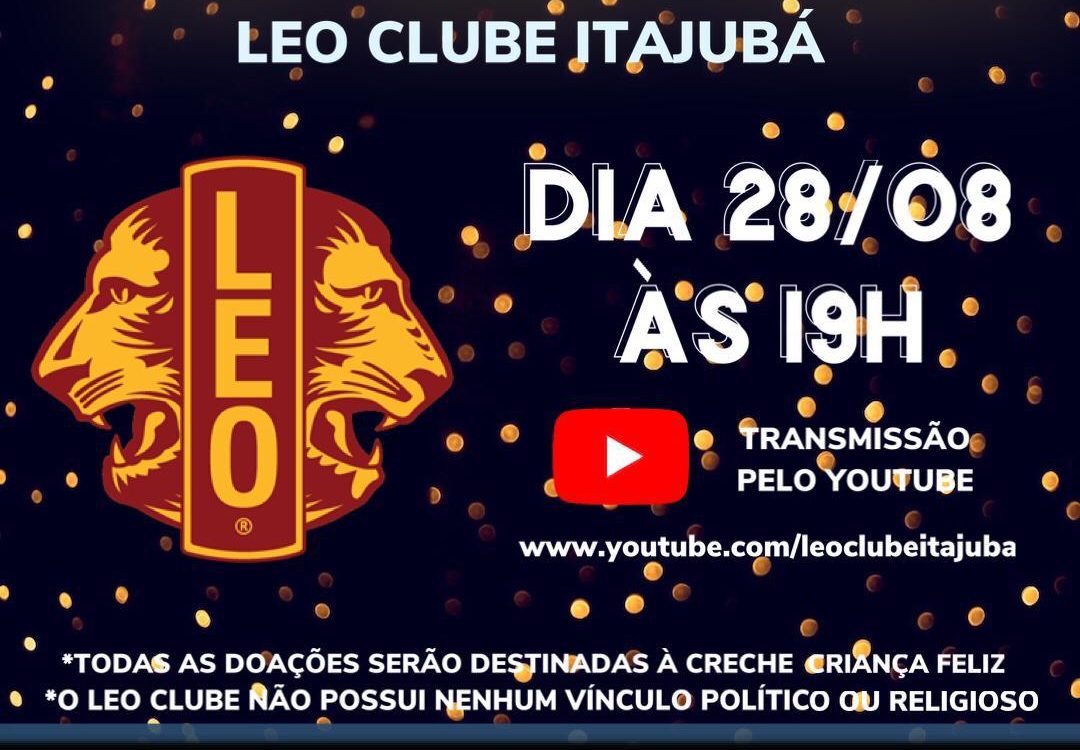 LEO CLUBE ITAJUBÁ
LEO
®
DIA 28/08
ÀS 19H
TRANSMISSÃO
PELO YOUTUBE
www.youtube.com/leoclubeitajuba
*TODAS AS DOAÇÕES SERÃO DESTINADAS À CRECHE CRIANÇA FELIZ
*O LEO CLUBE NÃO POSSUI NENHUM VÍNCULO POLÍTICO OU RELIGIOSO